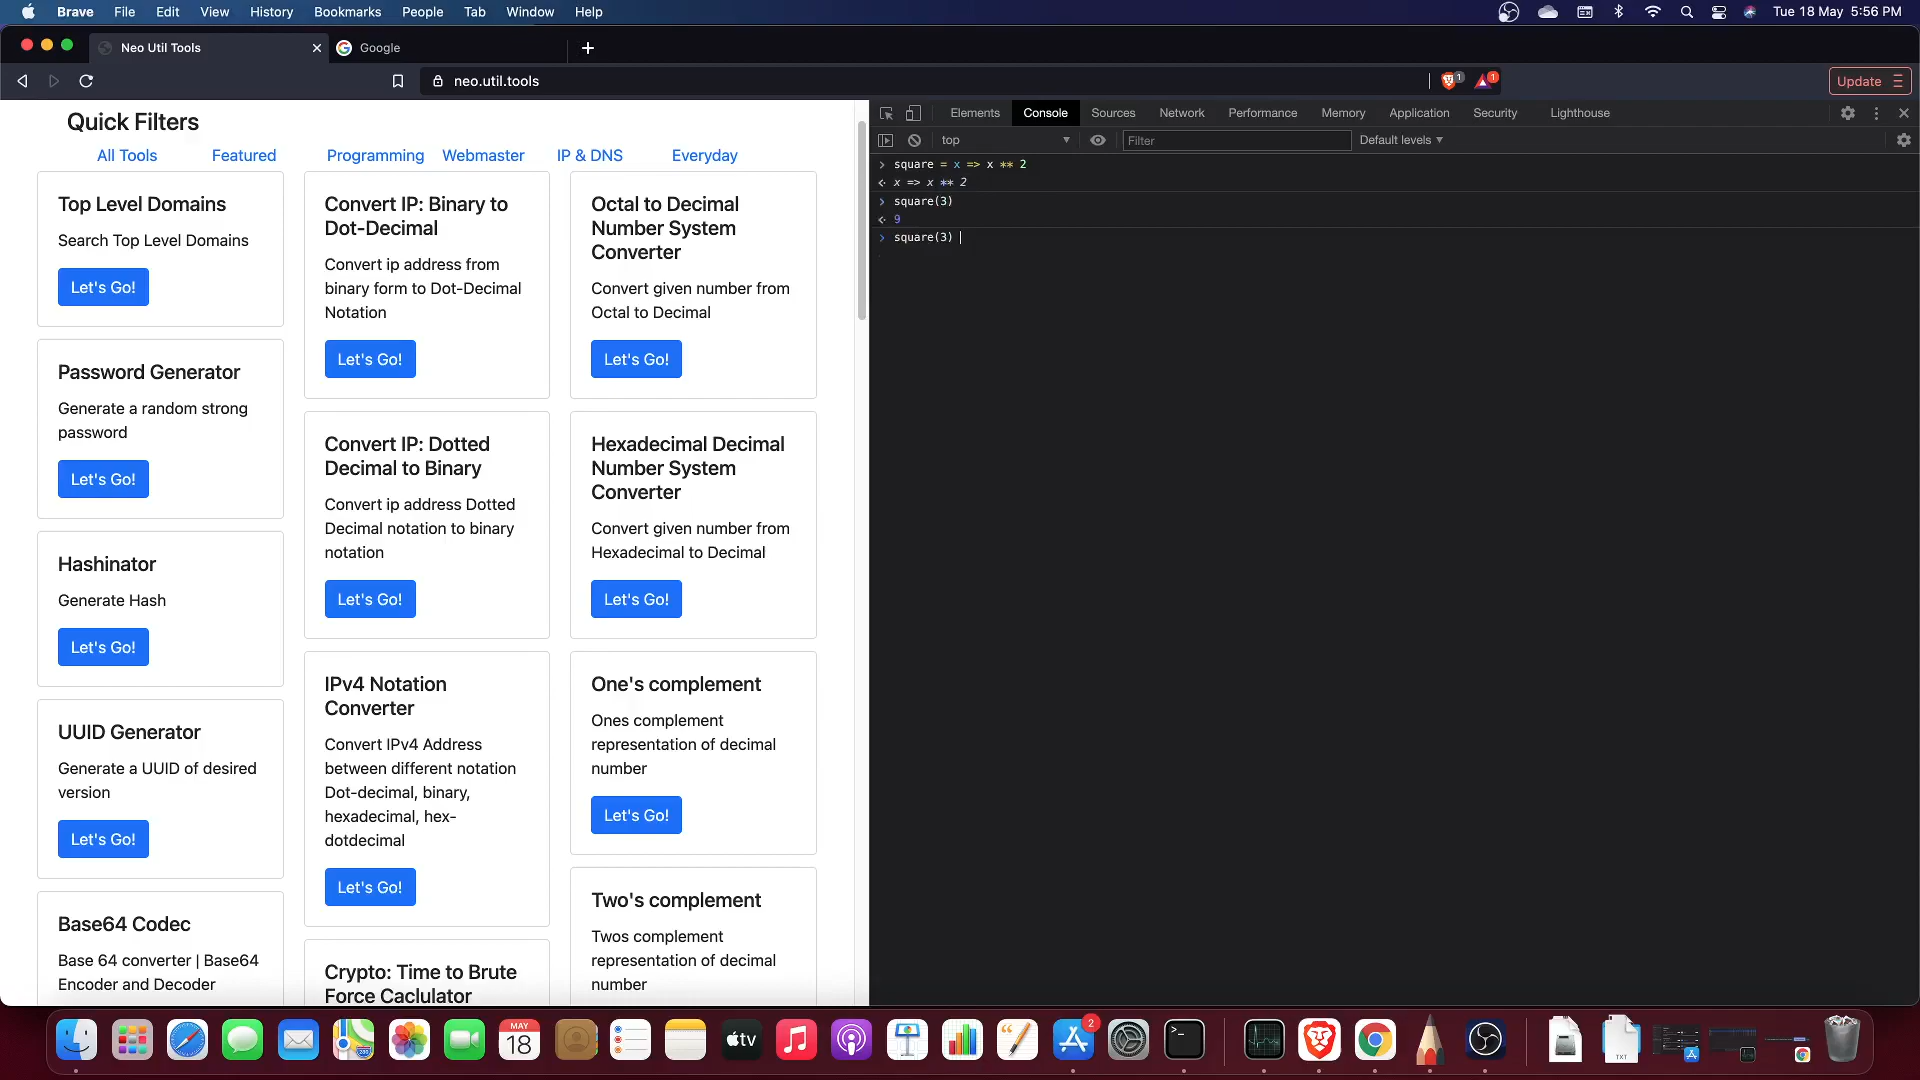 Brave File Edit View History Bookmarks People Tab Window Help
Tue 18 May 5:56 PM
Neo Util Tools
Google
neo.util.tools
1
1
Update
Quick Filters
All Tools Featured Programming Webmaster IP & DNS Everyday
Top Level Domains
Search Top Level Domains
Let's Go!
Password Generator
Generate a random strong
password
Let's Go!
Hashinator
Generate Hash
Let's Go!
UUID Generator
Generate a UUID of desired
version
Let's Go!
Base64 Codec
Base 64 converter | Base64
Encoder and Decoder
Convert IP: Binary to
Dot-Decimal
Convert ip address from
binary form to Dot-Decimal
Notation
Let's Go!
Convert IP: Dotted
Decimal to Binary
Convert ip address Dotted
Decimal notation to binary
notation
Let's Go!
IPv4 Notation
Converter
Convert IPv4 Address
between different notation
Dot-decimal, binary,
hexadecimal, hex-
dotdecimal
Let's Go!
Crypto: Time to Brute
Force Caclulator
Octal to Decimal
Number System
Converter
Convert given number from
Octal to Decimal
Let's Go!
Hexadecimal Decimal
Number System
Converter
Convert given number from
Hexadecimal to Decimal
Let's Go!
One's complement
Ones complement
representation of decimal
number
Let's Go!
Two's complement
Twos complement
representation of decimal
number
Elements Console Sources Network Performance Memory Application Security Lighthouse
top Filter Default levels
square = x => x ** 2
x => x ** 2
square(3)
9
square(3)
MAY
18
tv
2
TXT